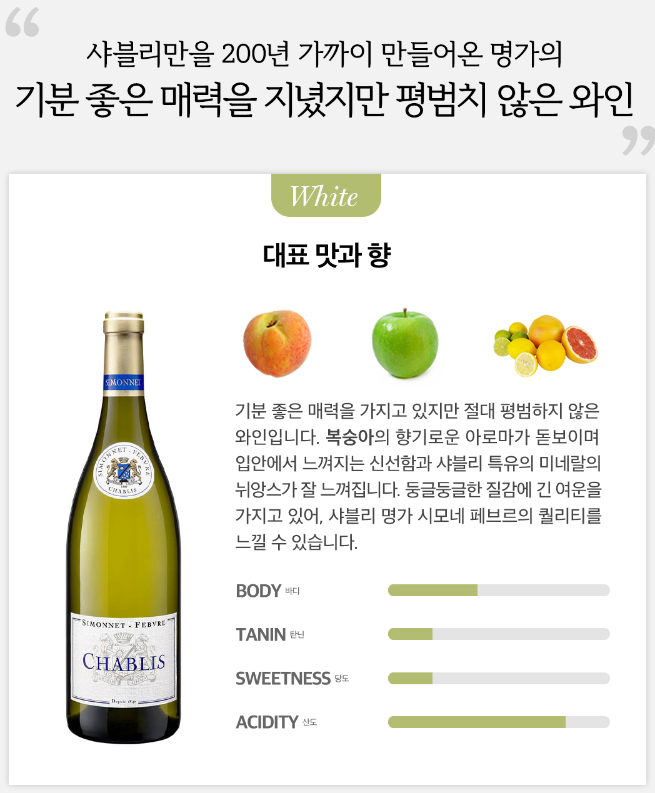 “
샤블리만을 200년 가까이 만들어온 명가의
기분 좋은 매력을 지녔지만 평범치 않은 와인
”
White
대표 맛과 향
기분 좋은 매력을 가지고 있지만 절대 평범하지 않은
와인입니다. 복숭아의 향기로운 아로마가 돋보이며
입안에서 느껴지는 신선함과 샤블리 특유의 미네랄의
뉘앙스가 잘 느껴집니다. 둥글둥글한 질감에 긴 여운을
가지고 있어, 샤블리 명가 시모네 페브르의 퀄리티를
느낄 수 있습니다.
SIMONNET
SIMONNET - FEBVRE
CHABLIS
SIMONNET - FEBVRE
CHABLIS
BODY 바디
TANIN 탄닌
SWEETNESS 당도
ACIDITY 산도